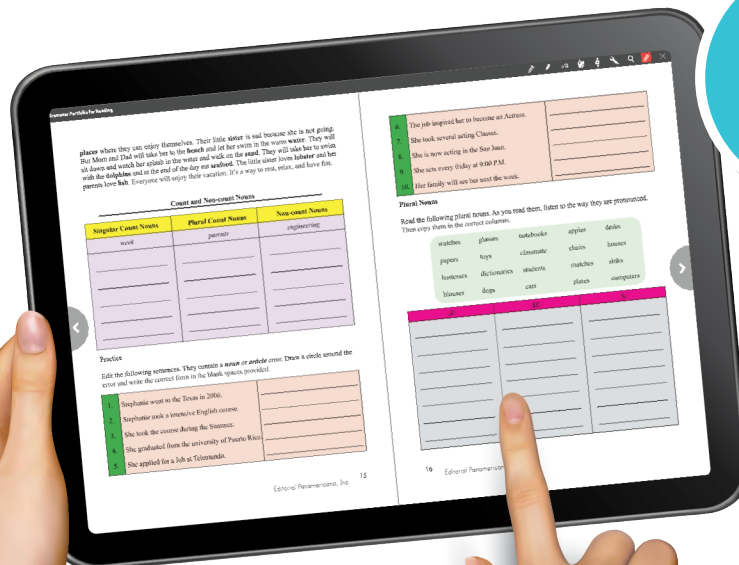 Grammar Portfolio for Reading
places where they can enjoy themselves. Their little sister is sad because she is not going.
But Mom and Dad will take her to the beach and let her swim in the warm water. They will
sit down and watch her splash in the water and walk on the sand. They will take her to swim
with the dolphins and at the end of the day eat seafood. The little sister loves lobster and her
parents love fish. Everyone will enjoy their vacation. It's a way to rest, relax, and have fun.
Count and Non-count Nouns
Singular Count Nouns Plural Count Nouns Non-count Nouns
week parents engineering
Practice
Edit the following sentences. They contain a noun or article error. Draw a circle around the
error and write the correct form in the blank spaces provided.
1. Stephanie went to the Texas in 2006.
2. Stephanie took a intensive English course.
3. She took the course during the Summer.
4. She graduated from the university of Puerto Rico.
5. She applied for a Job at Telemundo.
Editorial Panamericana, Inc. 15
6. The job inspired her to become an Actress.
7. She took several acting Classes.
8. She is now acting in the San Juan.
9. She acts every friday at 9:00 P.M.
10. Her family will see her next the week.
Plural Nouns
Read the following plural nouns. As you read them, listen to the way they are pronounced.
Then copy them in the correct columns.
watches glasses notebooks apples desks
papers toys classmate chairs houses
hostesses dictionaries students matches sinks
blouses dogs cats plates computers
16 Editorial Panamerican